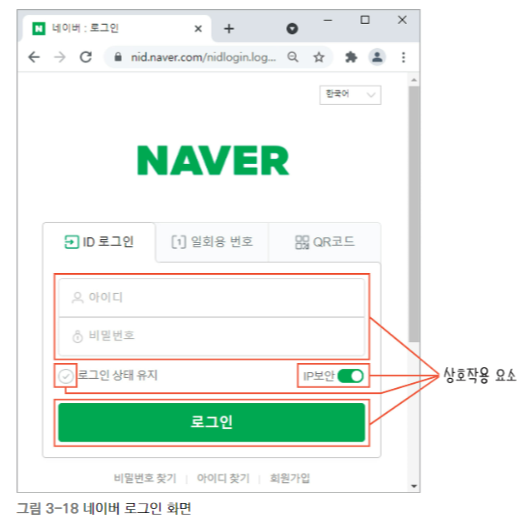 네이버 : 로그인
nid.naver.com/nidlogin.log...
한국어
NAVER
ID 로그인
[1] 일회용 번호
QR코드
아이디
비밀번호
로그인 상태 유지
IP보안
상호작용 요소
로그인
비밀번호 찾기 | 아이디 찾기 | 회원가입
그림 3-18 네이버 로그인 화면